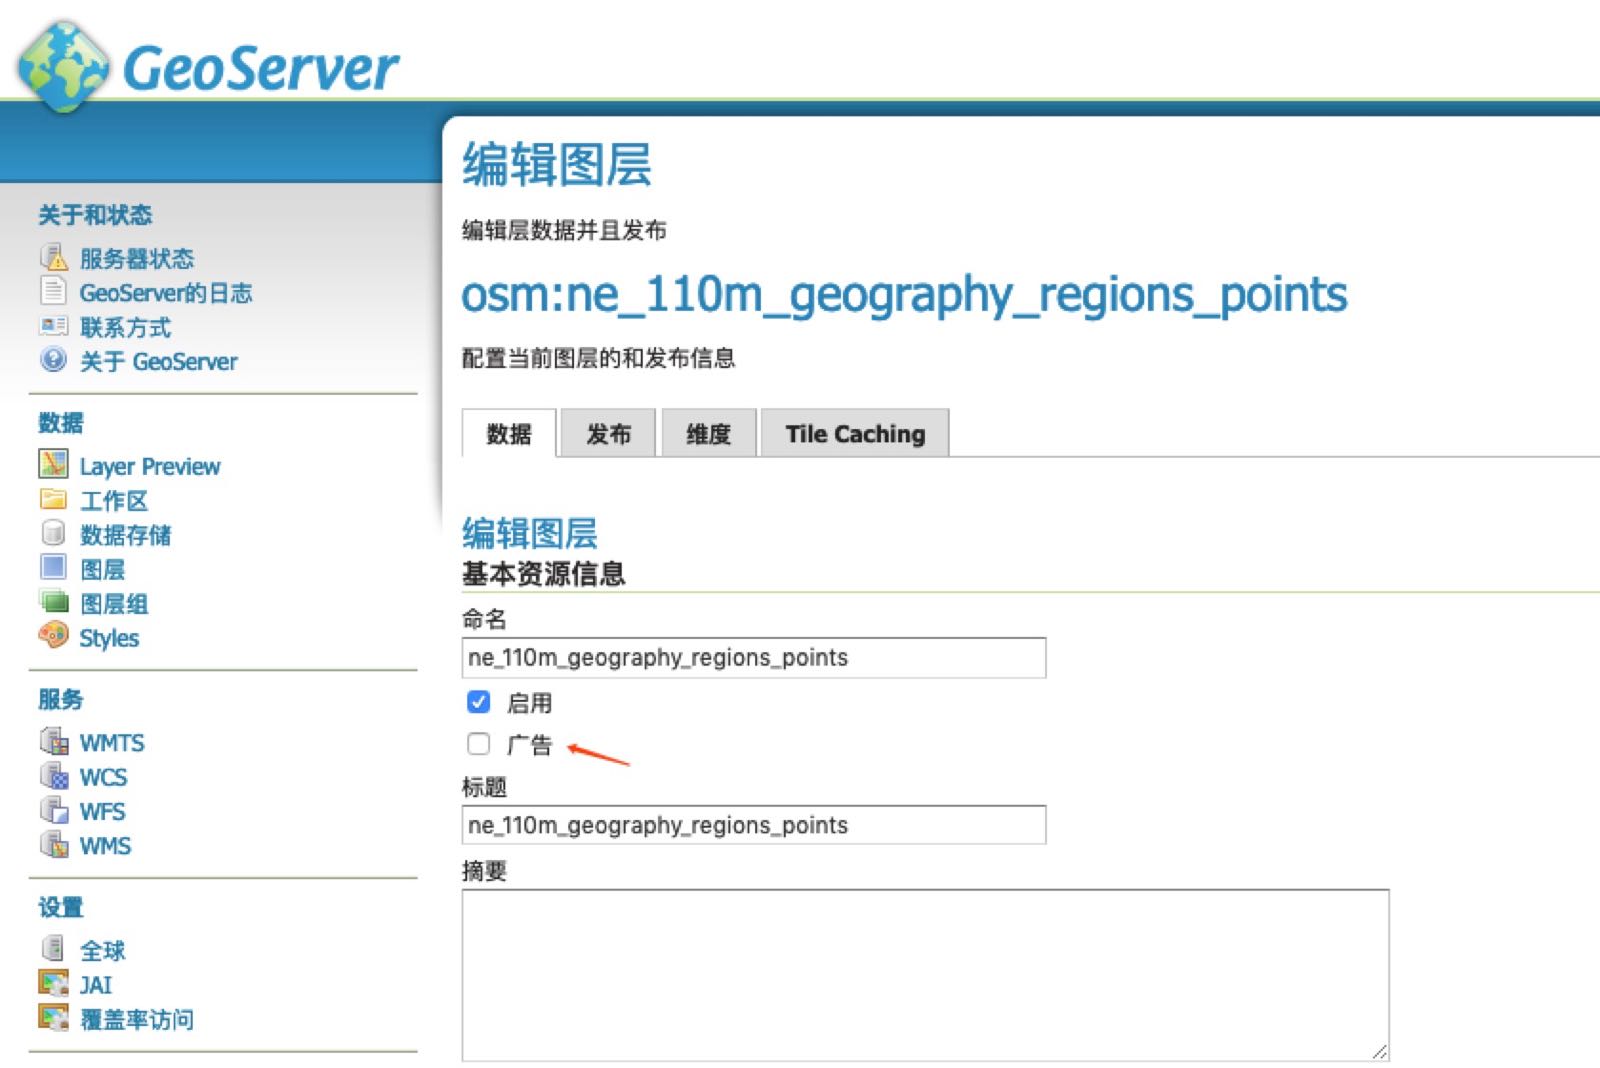 GeoServer
关于和状态
服务器状态
GeoServer的日志
联系方式
关于 GeoServer
数据
Layer Preview
工作区
数据存储
图层
图层组
Styles
服务
WMTS
WCS
WFS
WMS
设置
全球
JAI
覆盖率访问
编辑图层
编辑层数据并且发布
osm:ne_110m_geography_regions_points
配置当前图层的和发布信息
数据 发布 维度 Tile Caching
编辑图层
基本资源信息
命名
ne_110m_geography_regions_points
启用
广告
标题
ne_110m_geography_regions_points
摘要